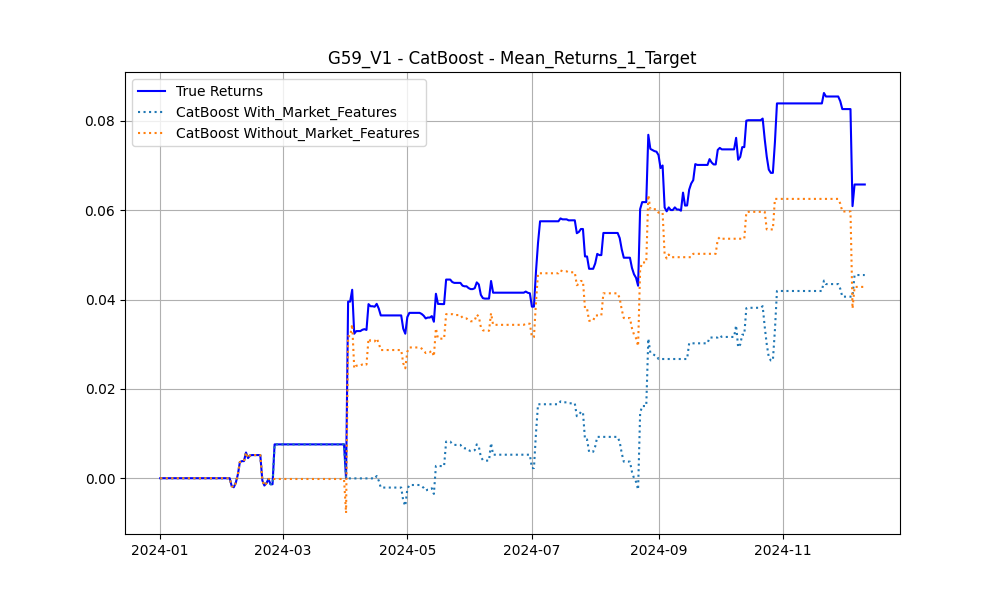 G59_V1 - CatBoost - Mean_Returns_1_Target
True Returns
CatBoost With_Market_Features
CatBoost Without_Market_Features
0.08
0.06
0.04
0.02
0.00
2024-01 2024-03 2024-05 2024-07 2024-09 2024-11